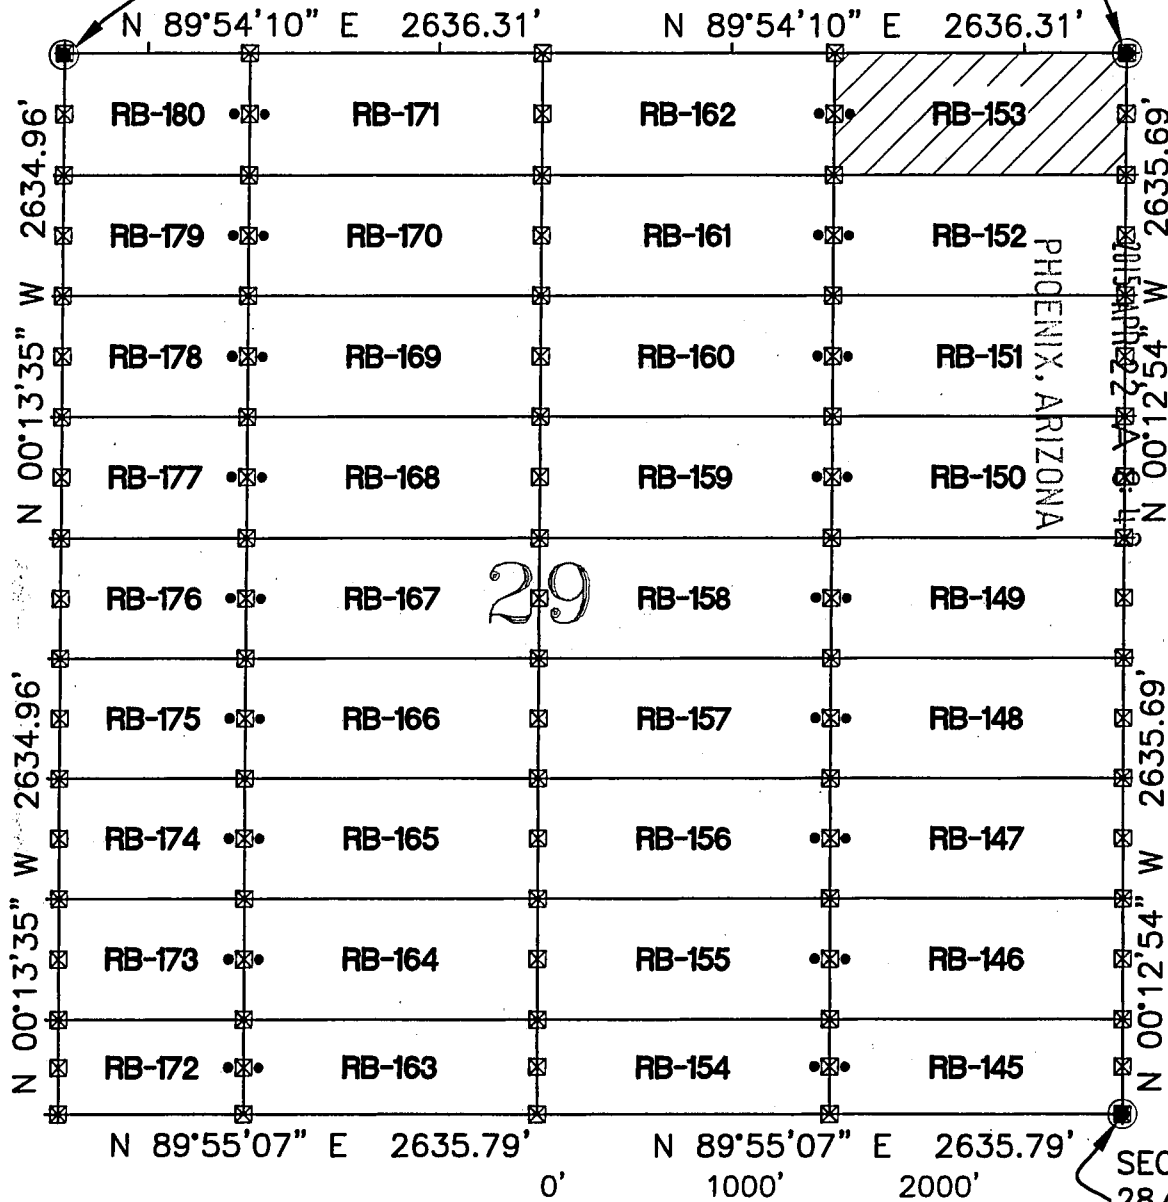 N 89°54'10" E 2636.31' N 89°54'10" E 2636.31'
RB-180 RB-171 RB-162 RB-153
RB-179 RB-170 RB-161 RB-152
RB-178 RB-169 RB-160 RB-151
RB-177 RB-168 RB-159 RB-150
RB-176 RB-167 29 RB-158 RB-149
RB-175 RB-166 RB-157 RB-148
RB-174 RB-165 RB-156 RB-147
RB-173 RB-164 RB-155 RB-146
RB-172 RB-163 RB-154 RB-145
N 00°13'35" W 2634.96'
N 00°13'35" W 2634.96'
N 00°12'54" W 2635.69'
N 00°12'54" W 2635.69'
PHOENIX, ARIZONA
2015 APR 22 A
N 89°55'07" E 2635.79' N 89°55'07" E 2635.79'
0' 1000' 2000'
SEC